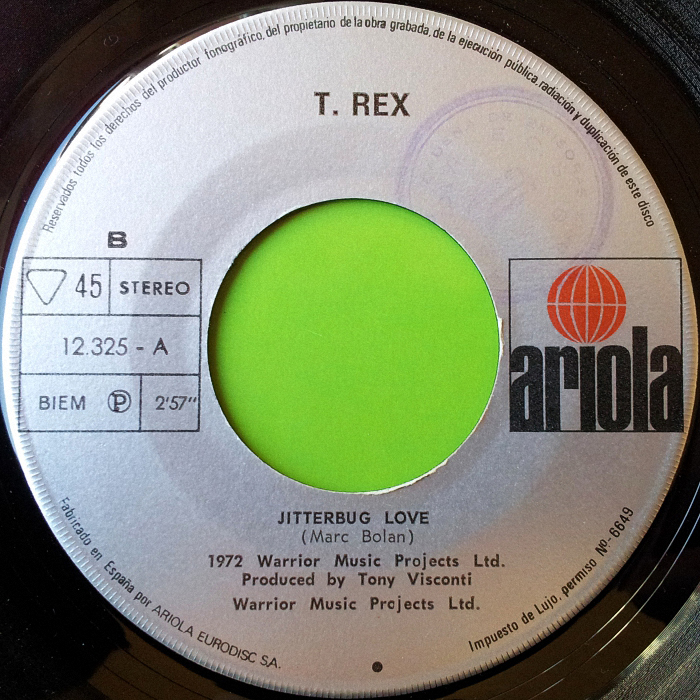 Reservados todos los derechos del productor fonográfico, del propietario de la obra grabada, de la ejecución pública, radiación y duplicación de este disco
T. REX
B
45 STEREO
12.325 - A
BIEM P 2'57"
ariola
JITTERBUG LOVE
(Marc Bolan)
1972 Warrior Music Projects Ltd.
Produced by Tony Visconti
Warrior Music Projects Ltd.
Fabricado en España por ARIOLA EURODISC S.A.
Impuesto de Lujo, permiso Nº- 6649